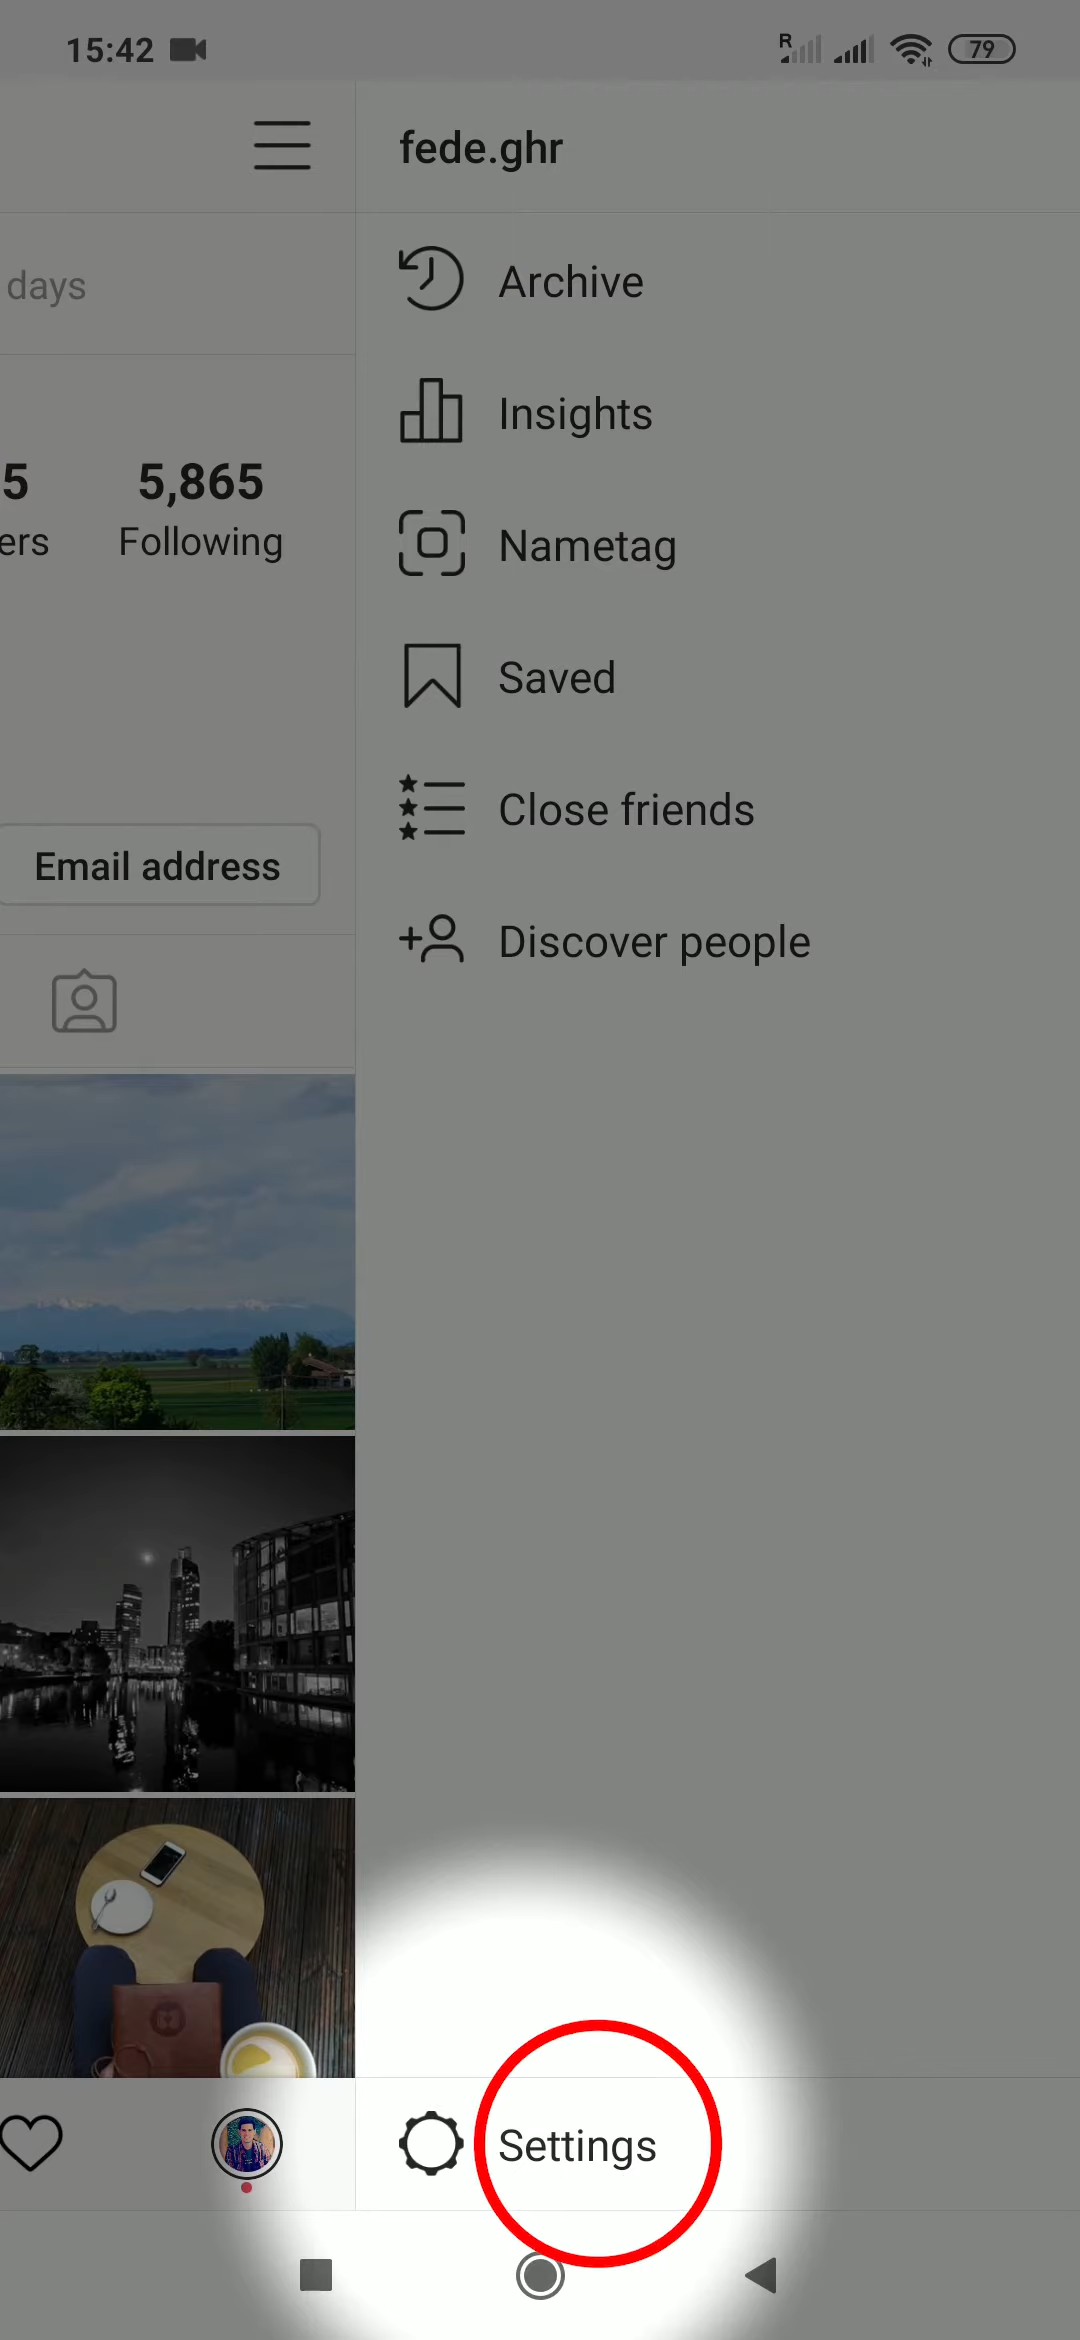 15:42
R
79
fede.ghr
days
Archive
Insights
5
5,865
ers
Following
Nametag
Saved
Close friends
Email address
Discover people
Settings